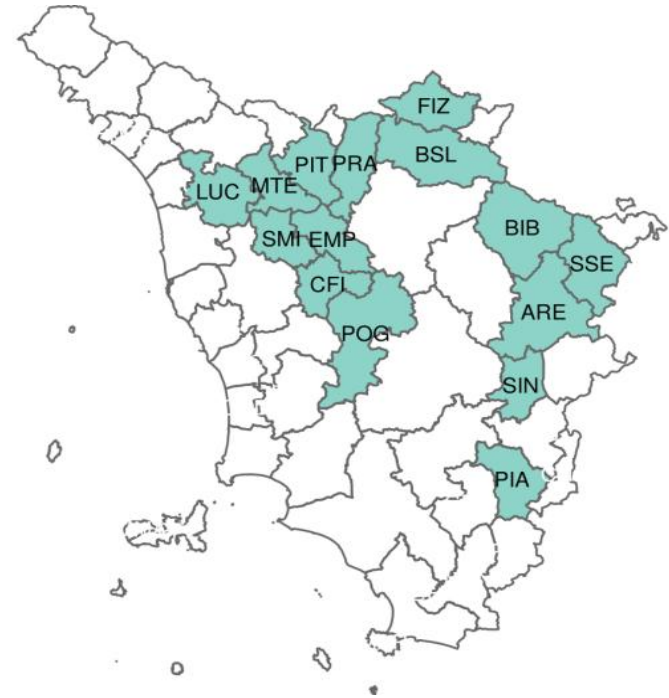 FIZ
BSL
PIT
PRA
MTE
LUC
BIB
SMI
EMP
SSE
CFI
ARE
POG
SIN
PIA